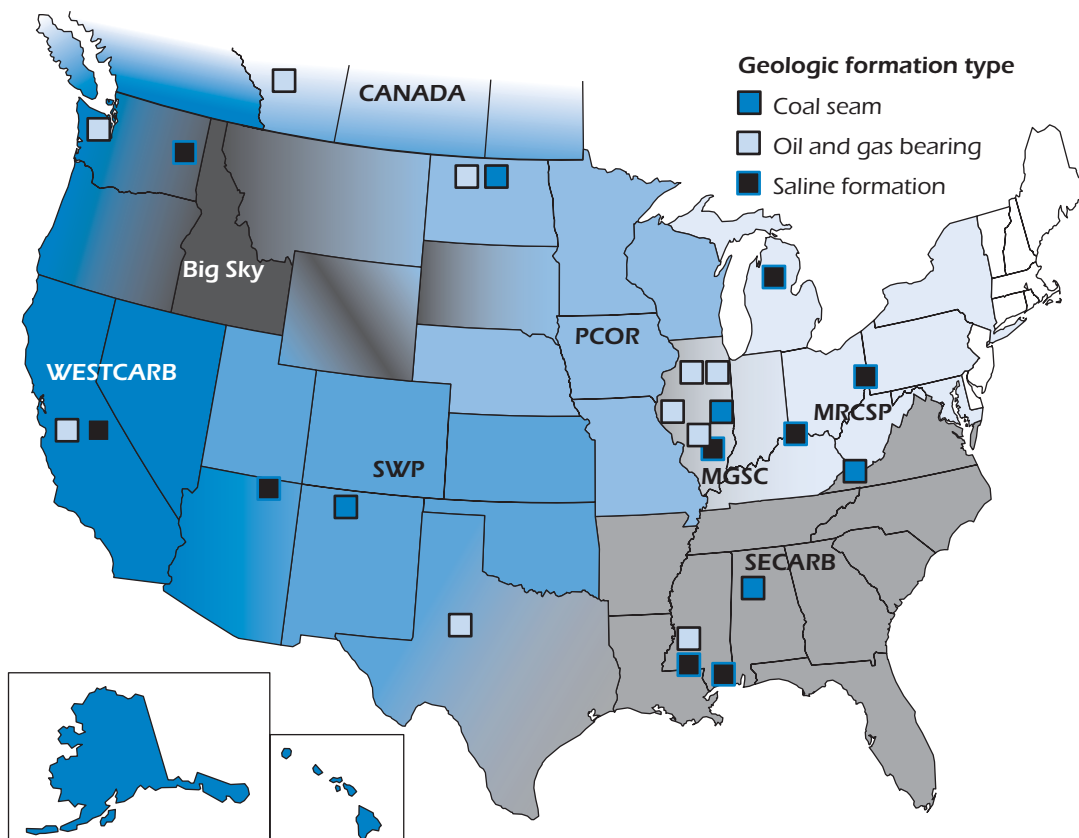 Geologic formation type
Coal seam
Oil and gas bearing
Saline formation
CANADA
Big Sky
PCOR
WESTCARB
MRCSP
SWP
MGSC
SECARB